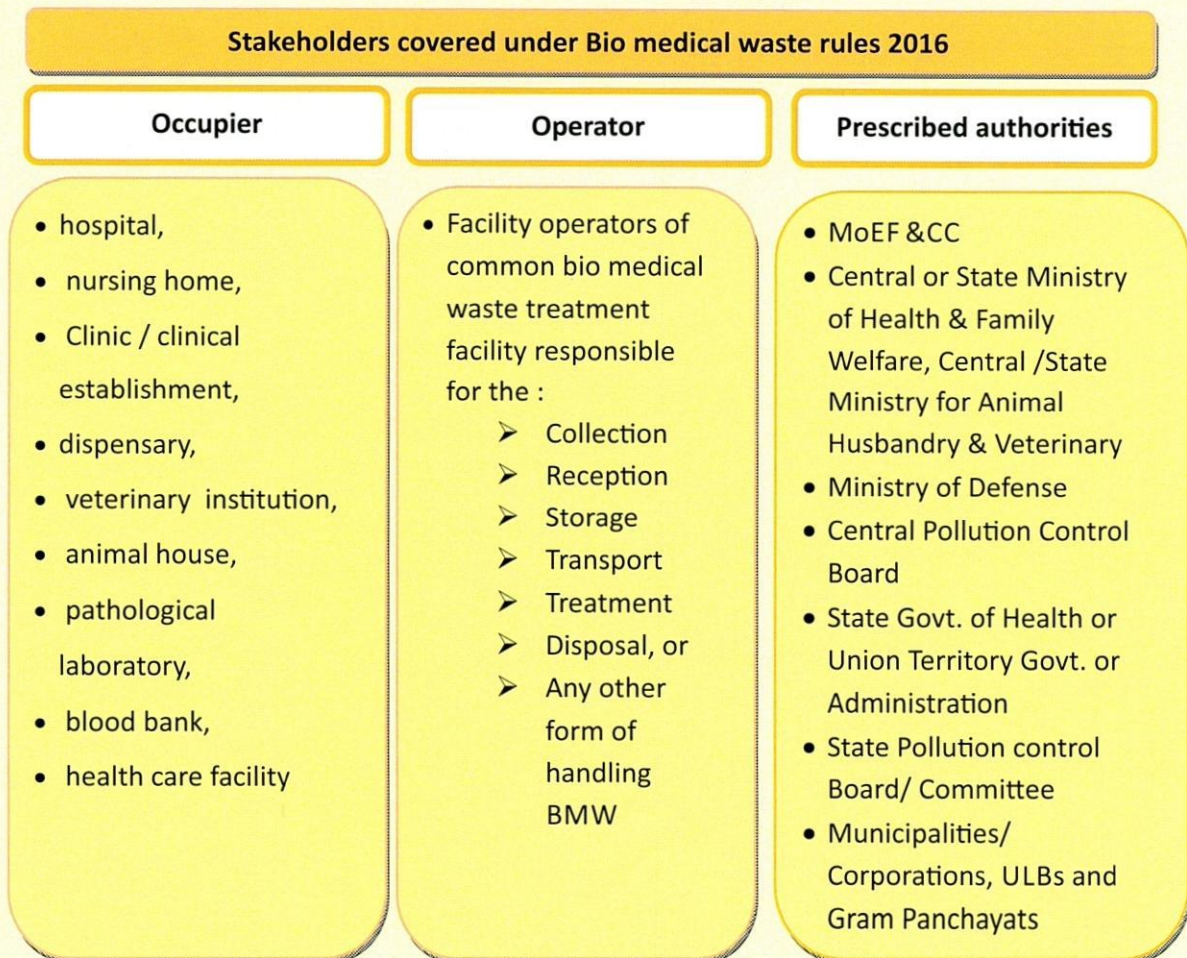 Stakeholders covered under Bio medical waste rules 2016
Occupier
• hospital,
• nursing home,
• Clinic / clinical
establishment,
• dispensary,
• veterinary institution,
• animal house,
• pathological
laboratory,
• blood bank,
• health care facility
Operator
• Facility operators of
common bio medical
waste treatment
facility responsible
for the :
➤ Collection
➤ Reception
➤ Storage
➤ Transport
➤ Treatment
➤ Disposal, or
➤ Any other
form of
handling
BMW
Prescribed authorities
• MoEF &CC
• Central or State Ministry
of Health & Family
Welfare, Central /State
Ministry for Animal
Husbandry & Veterinary
• Ministry of Defense
• Central Pollution Control
Board
• State Govt. of Health or
Union Territory Govt. or
Administration
• State Pollution control
Board/ Committee
• Municipalities/
Corporations, ULBs and
Gram Panchayats